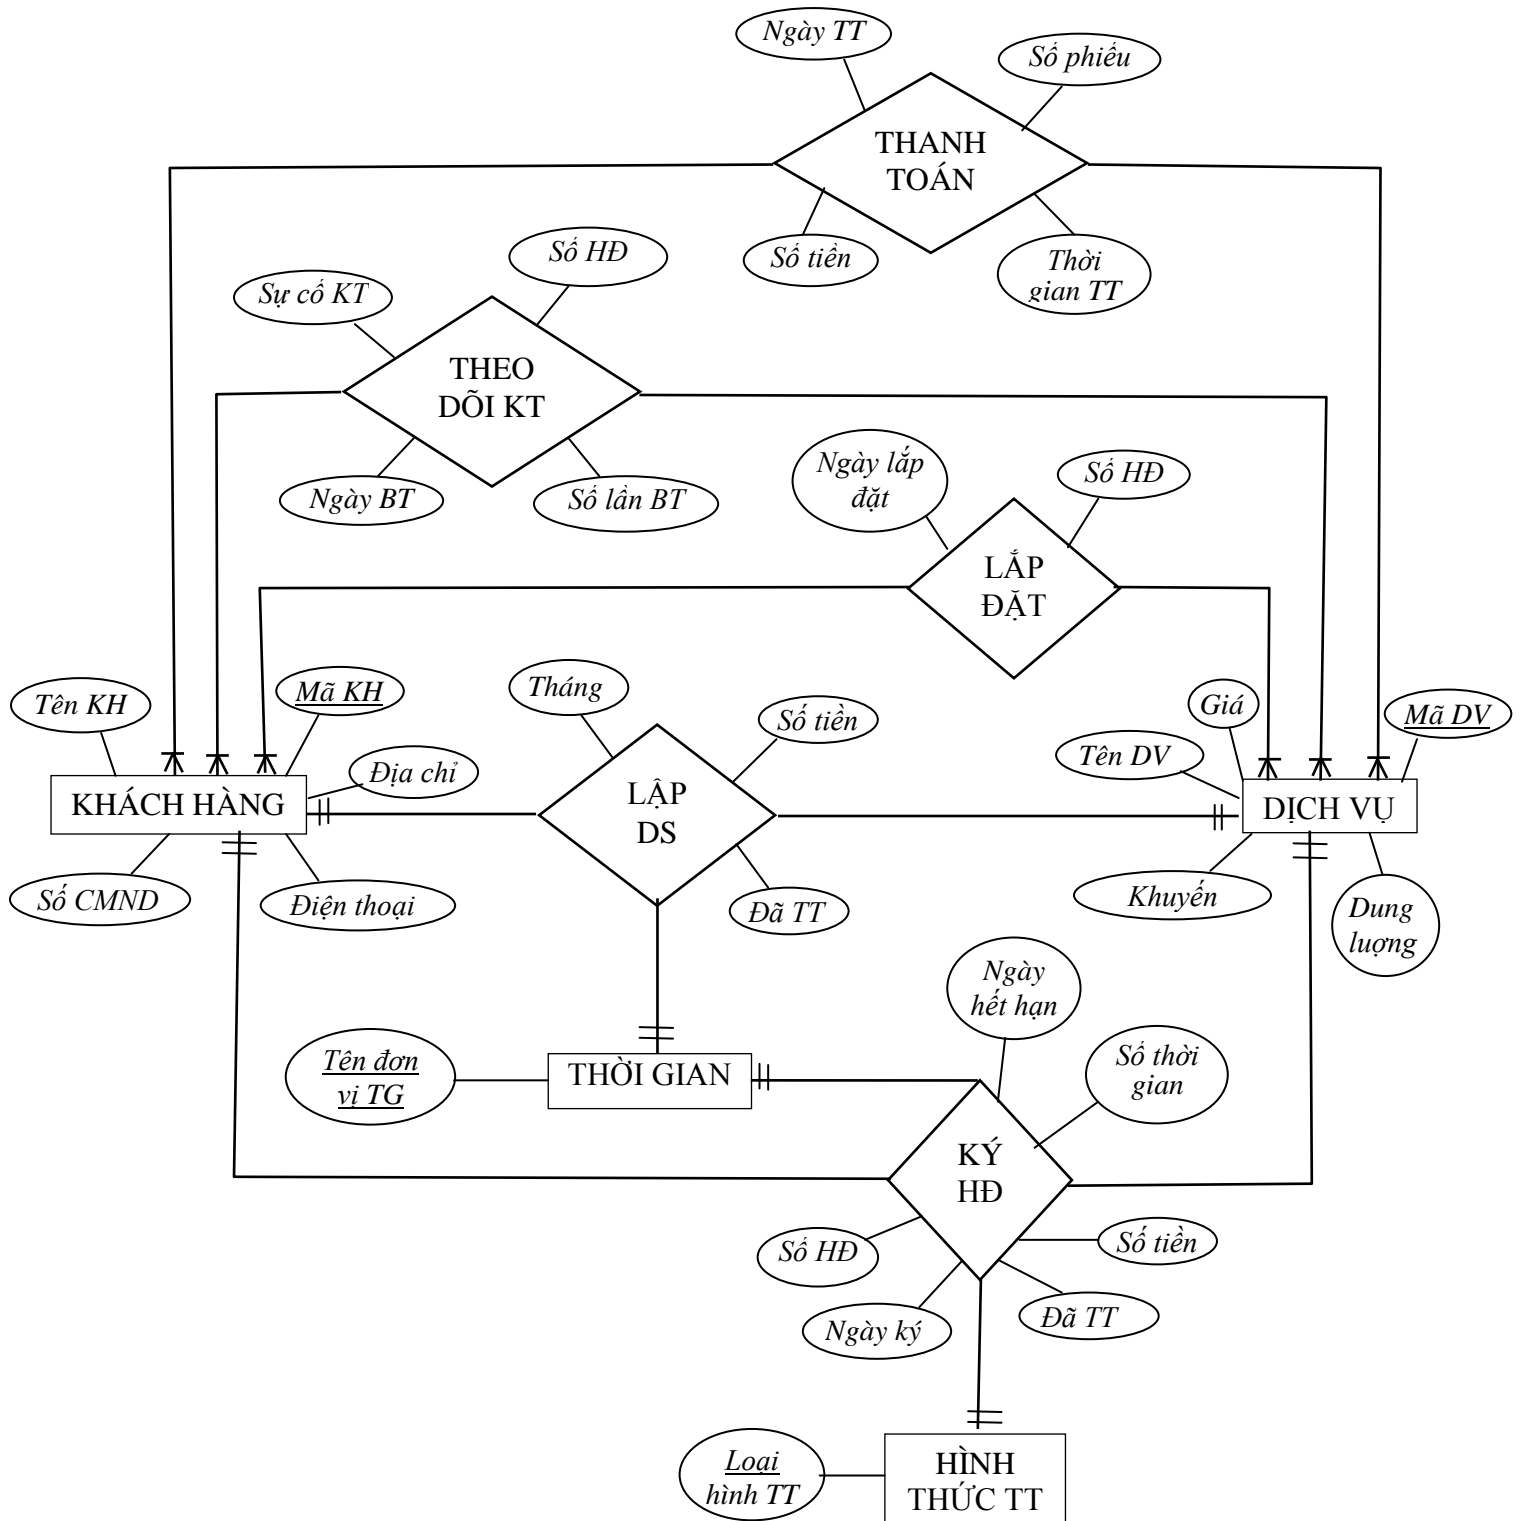 Ngày TT
Số phiếu
THANH
TOÁN
Số tiền
Thời
gian TT
Số HĐ
Sự cố KT
THEO
DÕI KT
Ngày BT
Số lần BT
Ngày lắp
đặt
Số HĐ
LẮP
ĐẶT
Tên KH
Mã KH
Địa chỉ
KHÁCH HÀNG
Số CMND
Điện thoại
Tháng
Số tiền
LẬP
DS
Đã TT
Giá
Mã DV
Tên DV
DỊCH VỤ
Khuyến
Dung
luợng
Tên đơn
vị TG
THỜI GIAN
Ngày
hết hạn
Số thời
gian
KÝ
HĐ
Số HĐ
Số tiền
Ngày ký
Đã TT
Loại
hình TT
HÌNH
THỨC TT